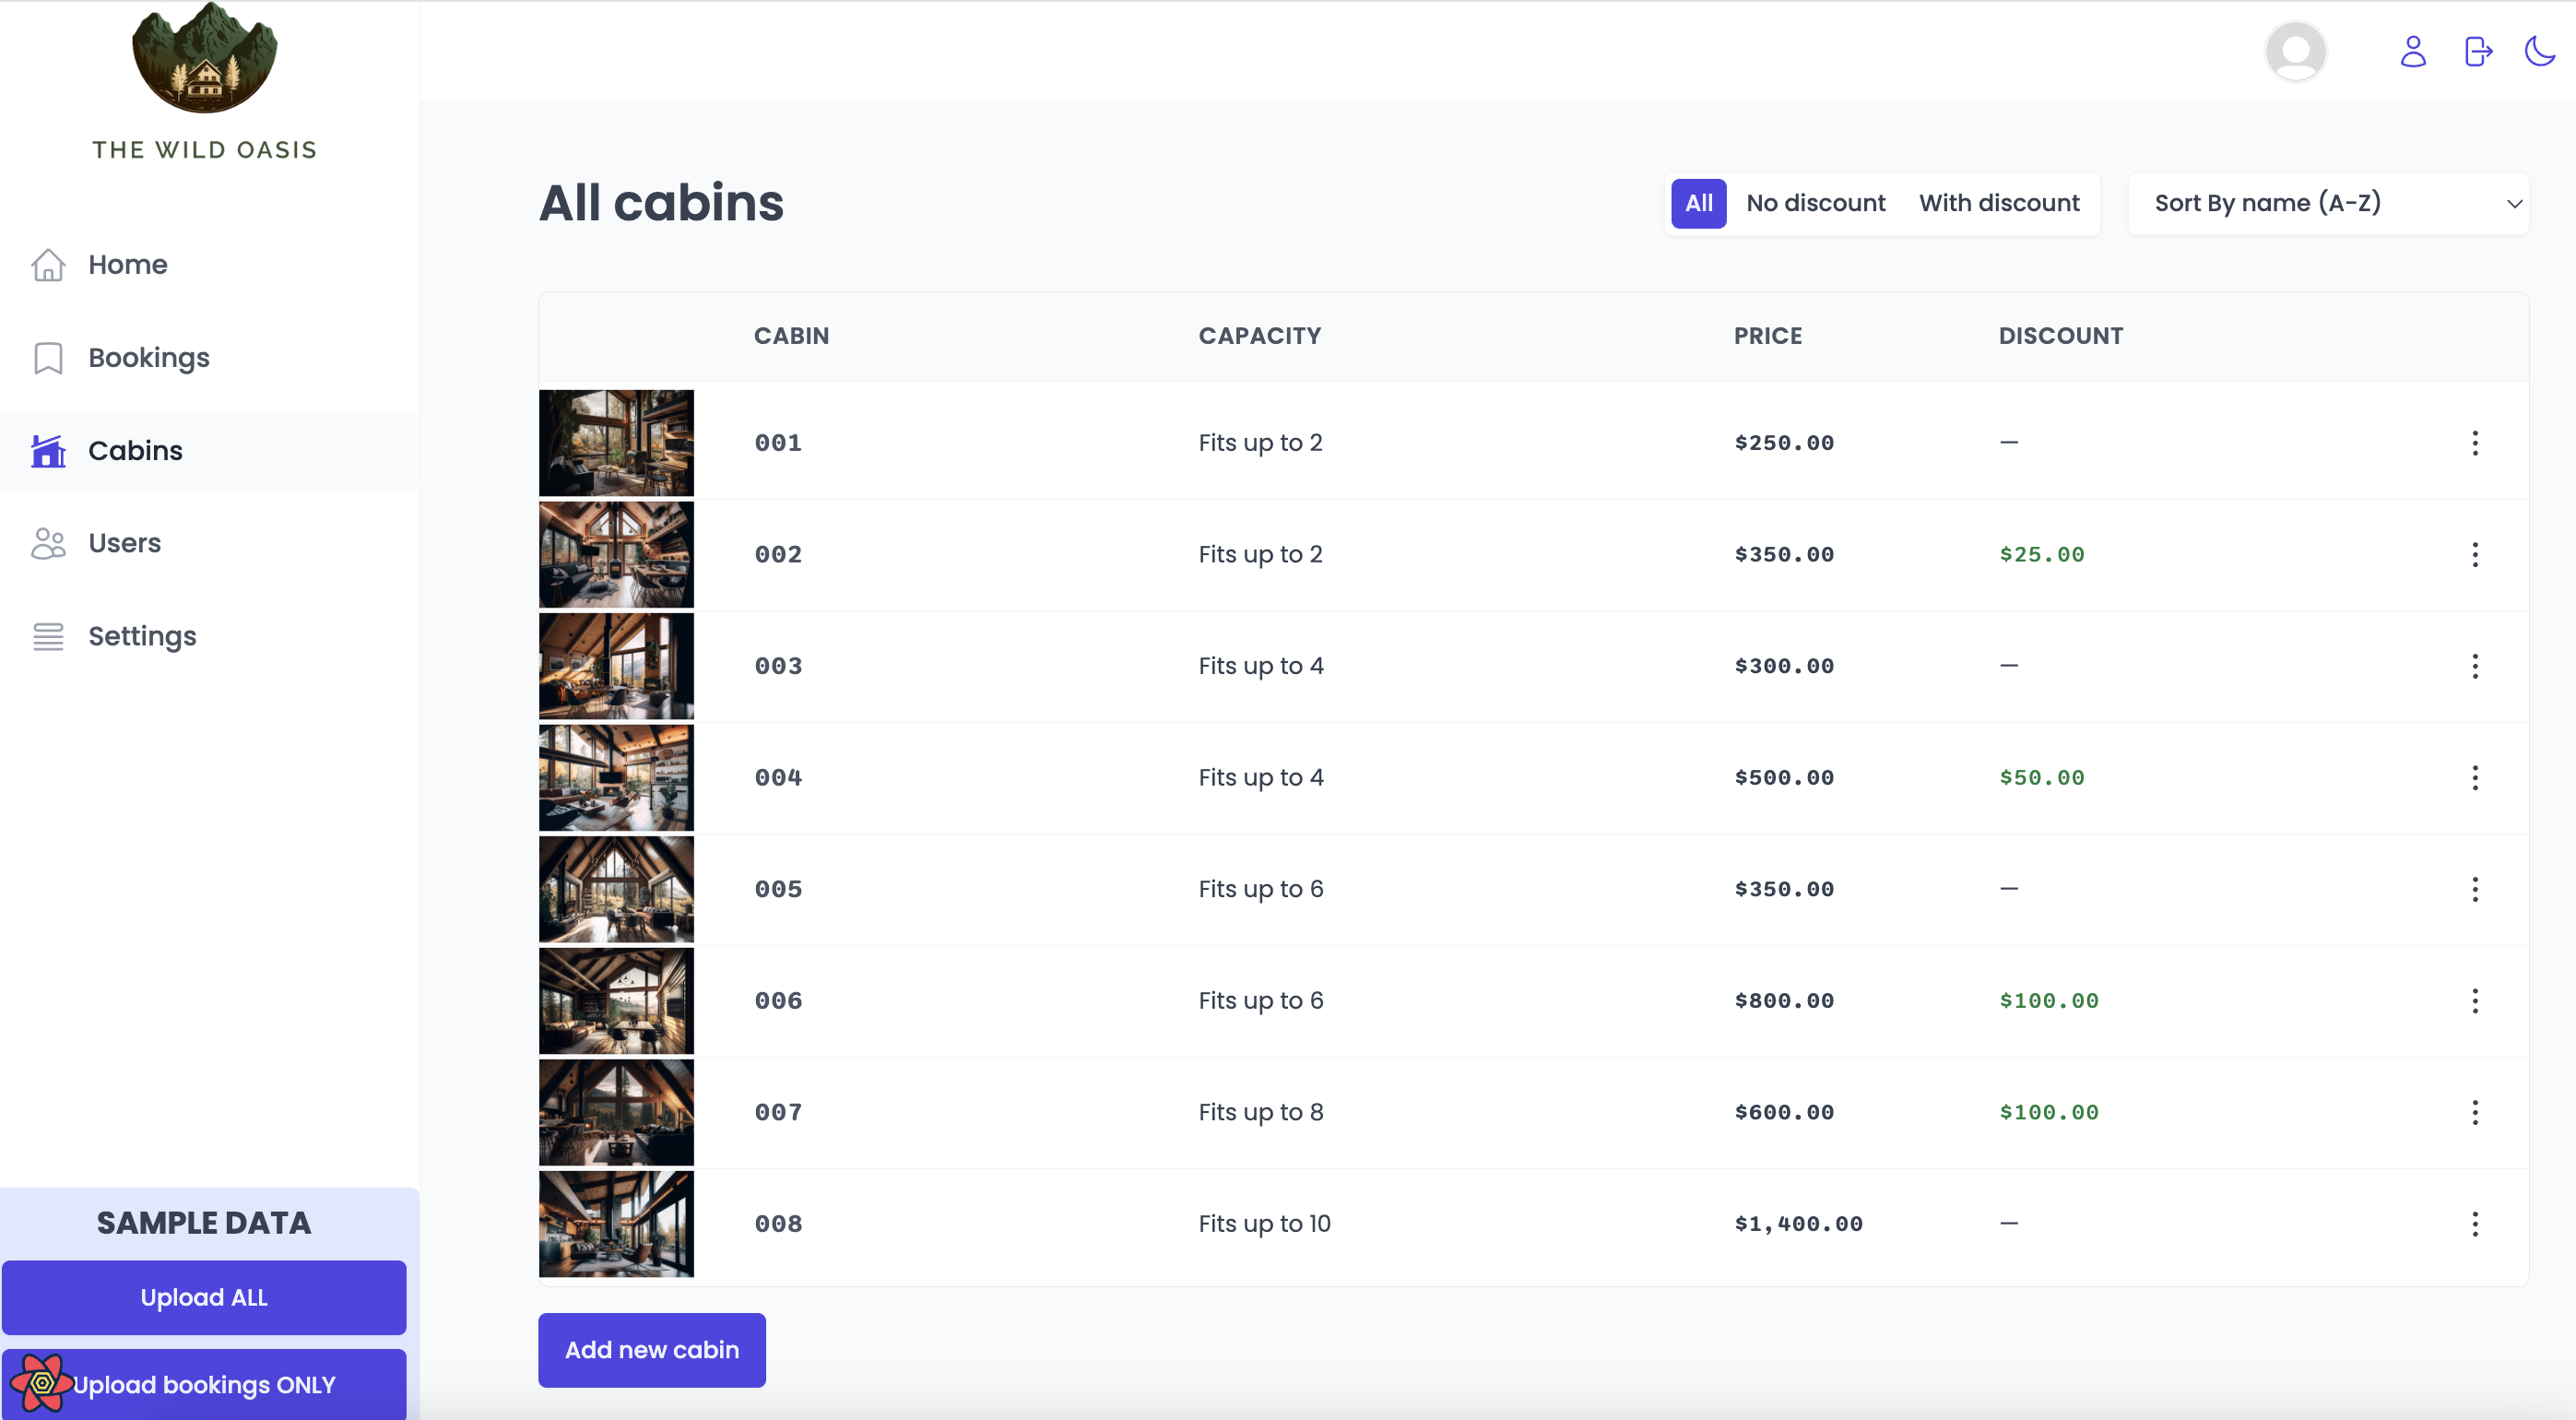 THE WILD OASIS
Home
Bookings
Cabins
Users
Settings
SAMPLE DATA
Upload ALL
Upload bookings ONLY
All cabins
All No discount With discount Sort By name (A-Z)
CABIN CAPACITY PRICE DISCOUNT
001 Fits up to 2 $250.00 —
002 Fits up to 2 $350.00 $25.00
003 Fits up to 4 $300.00 —
004 Fits up to 4 $500.00 $50.00
005 Fits up to 6 $350.00 —
006 Fits up to 6 $800.00 $100.00
007 Fits up to 8 $600.00 $100.00
008 Fits up to 10 $1,400.00 —
Add new cabin